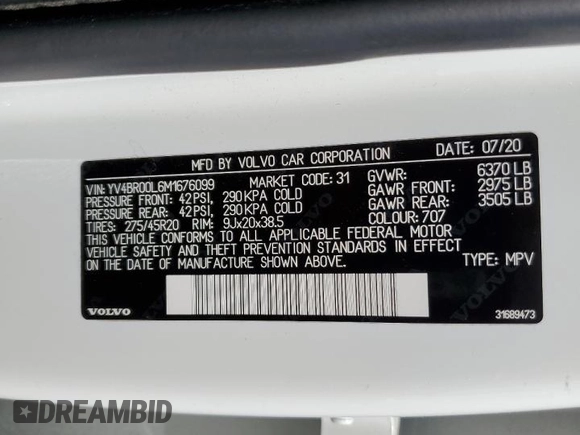 MFD BY VOLVO CAR CORPORATION DATE: 07/20
VIN: YV4BR00L6M1676099 MARKET CODE: 31 GVWR: 6370 LB
PRESSURE FRONT: 42 PSI, 290 KPA COLD GAWR FRONT: 2975 LB
PRESSURE REAR: 42 PSI, 290 KPA COLD GAWR REAR: 3505 LB
TIRES: 275/45R20 RIM: 9Jx20x38.5 COLOUR: 707
THIS VEHICLE CONFORMS TO ALL APPLICABLE FEDERAL MOTOR
VEHICLE SAFETY AND THEFT PREVENTION STANDARDS IN EFFECT
ON THE DATE OF MANUFACTURE SHOWN ABOVE. TYPE: MPV
VOLVO 31689473
DREAMBID